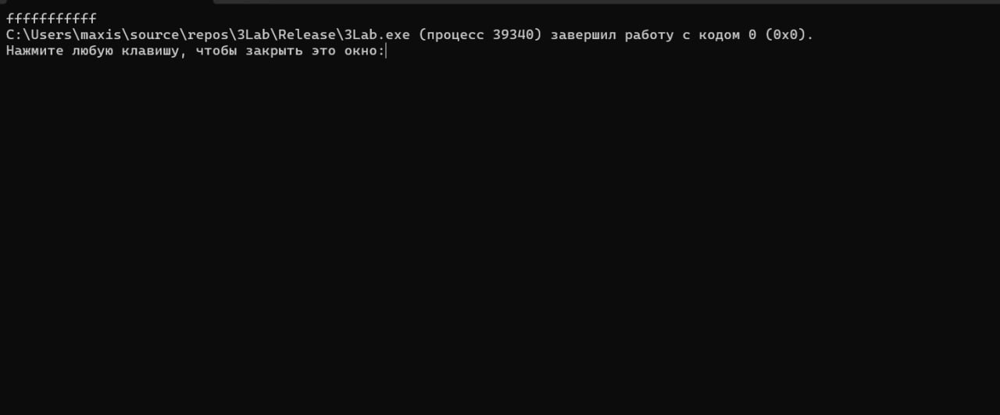 fffffffffff
C:\Users\maxis\source\repos\3Lab\Release\3Lab.exe (процесс 39340) завершил работу с кодом 0 (0x0).
Нажмите любую клавишу, чтобы закрыть это окно: